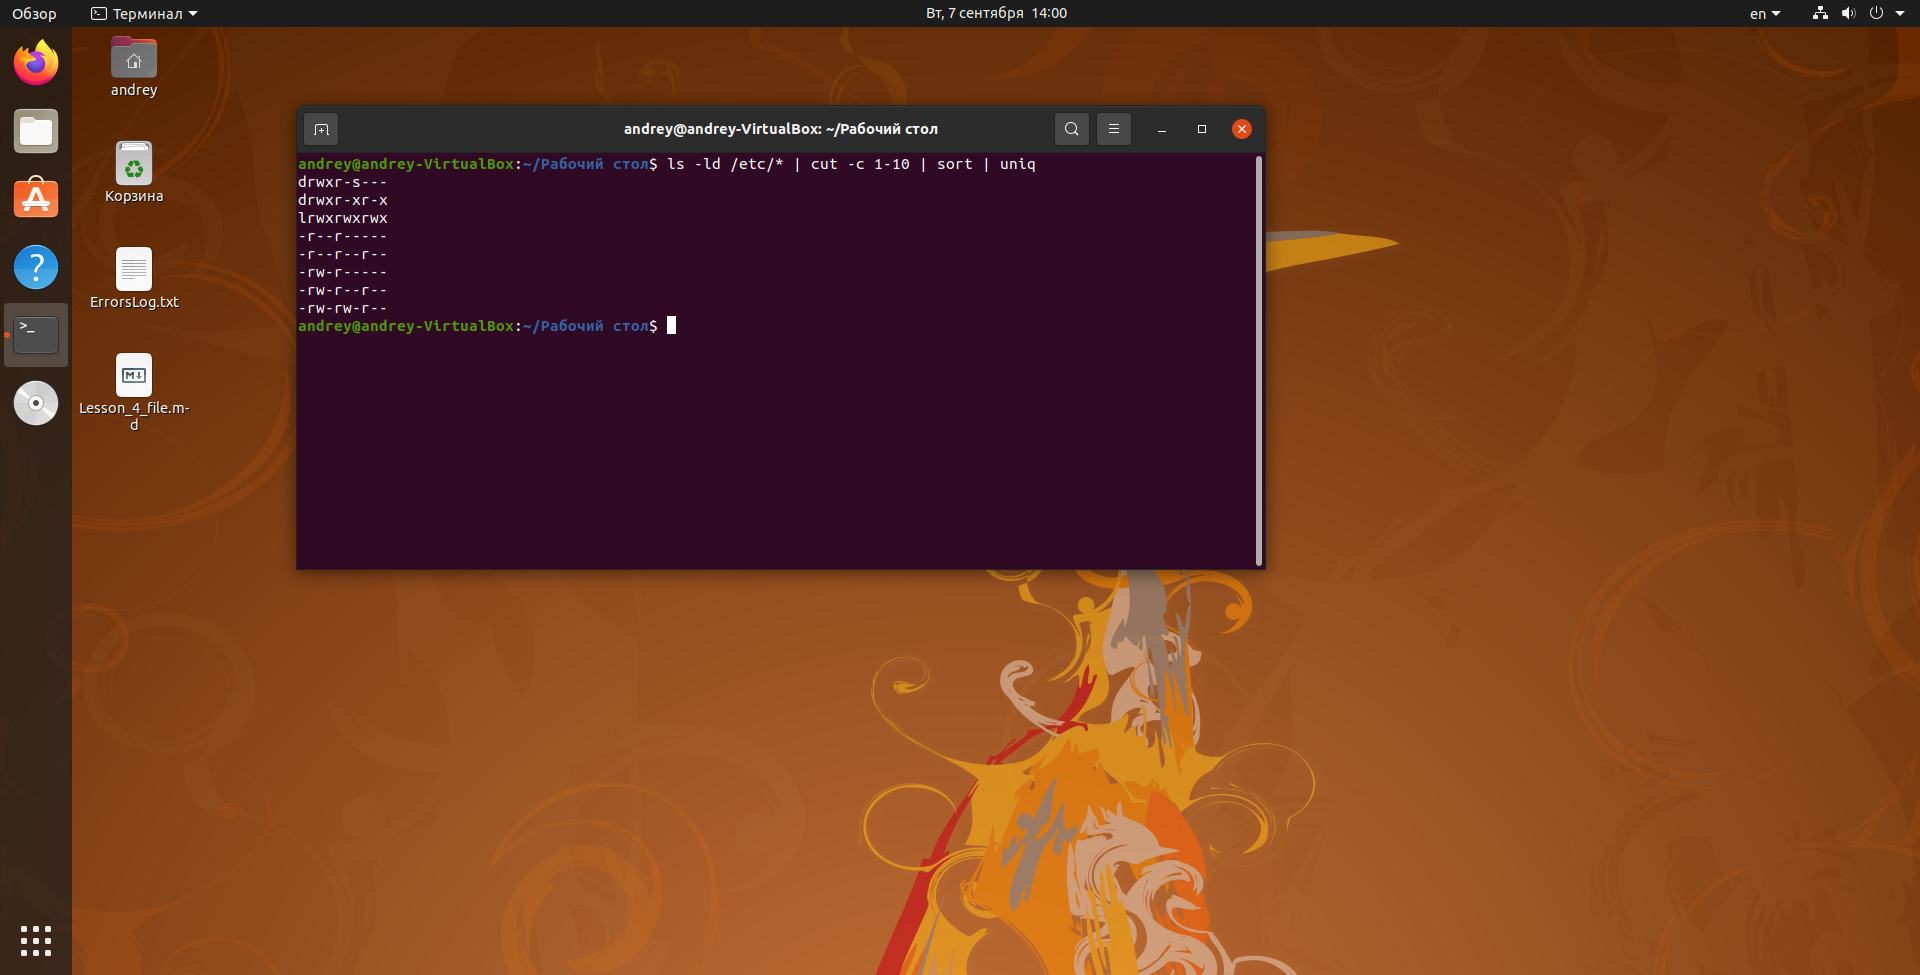 Обзор
Терминал
Вт, 7 сентября 14:00
en
andrey
Корзина
ErrorsLog.txt
Lesson_4_file.m-
d
andrey@andrey-VirtualBox: ~/Рабочий стол
andrey@andrey-VirtualBox:~/Рабочий стол$ ls -ld /etc/* | cut -c 1-10 | sort | uniq
drwxr-s---
drwxr-xr-x
lrwxrwxrwx
-r--r-----
-r--r--r--
-rw-r-----
-rw-r--r--
-rw-rw-r--
andrey@andrey-VirtualBox:~/Рабочий стол$